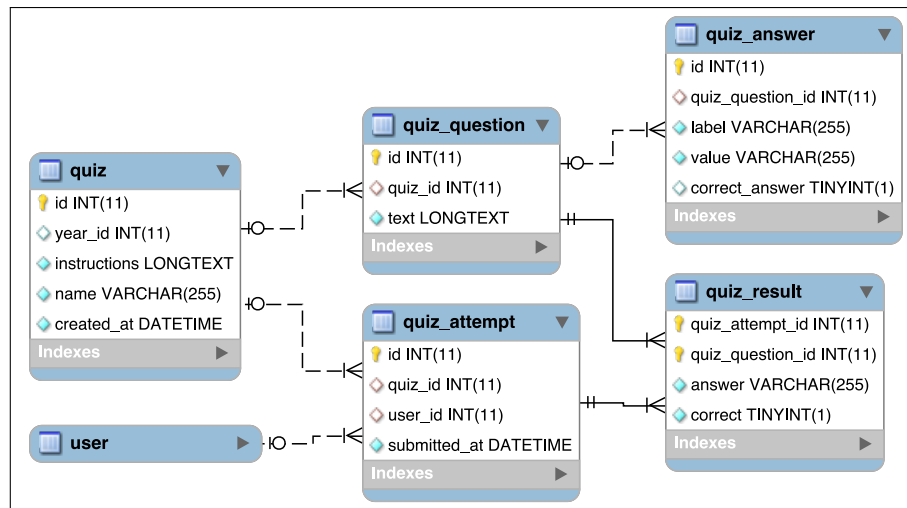 quiz
id INT(11)
year_id INT(11)
instructions LONGTEXT
name VARCHAR(255)
created_at DATETIME
Indexes
user
quiz_question
id INT(11)
quiz_id INT(11)
text LONGTEXT
Indexes
quiz_attempt
id INT(11)
quiz_id INT(11)
user_id INT(11)
submitted_at DATETIME
Indexes
quiz_answer
id INT(11)
quiz_question_id INT(11)
label VARCHAR(255)
value VARCHAR(255)
correct_answer TINYINT(1)
Indexes
quiz_result
quiz_attempt_id INT(11)
quiz_question_id INT(11)
answer VARCHAR(255)
correct TINYINT(1)
Indexes